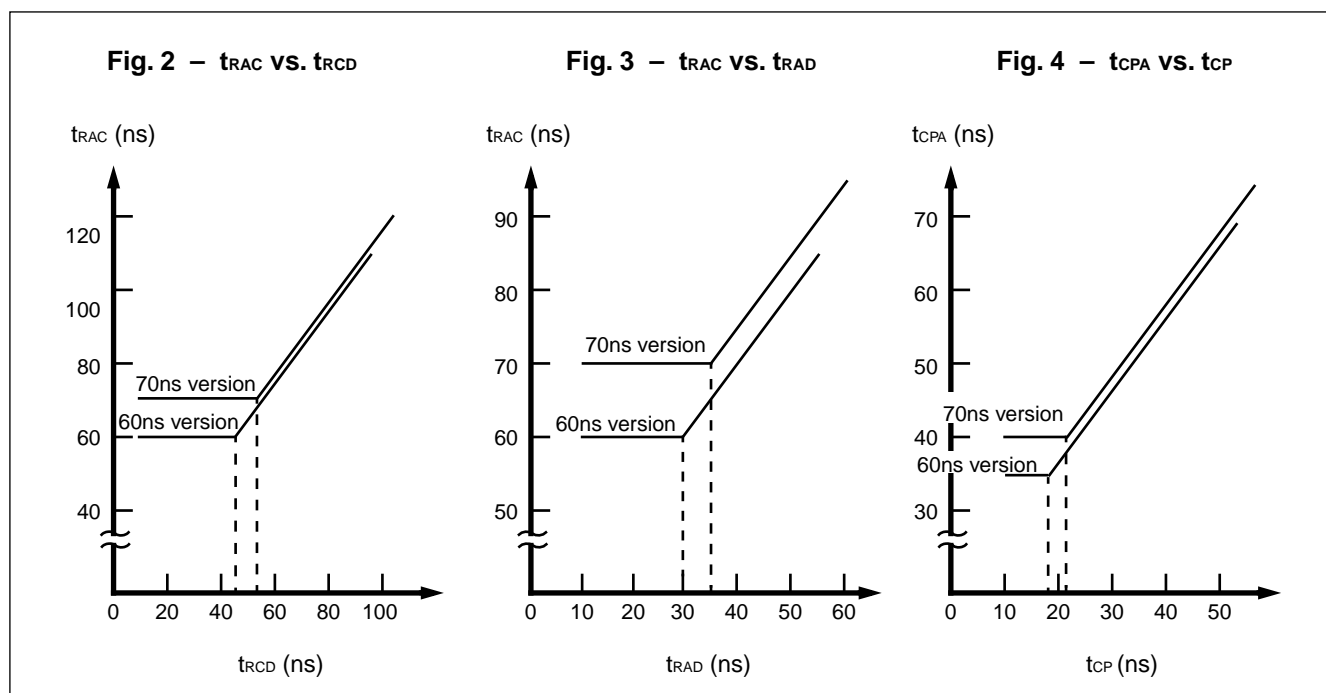 Fig. 2 – tRAC vs. tRCD
tRAC (ns)
120
100
80
60
40
70ns version
60ns version
0 20 40 60 80 100
tRCD (ns)
Fig. 3 – tRAC vs. tRAD
tRAC (ns)
90
80
70
60
50
70ns version
60ns version
0 10 20 30 40 50 60
tRAD (ns)
Fig. 4 – tCPA vs. tCP
tCPA (ns)
70
60
50
40
30
70ns version
60ns version
0 10 20 30 40 50
tCP (ns)